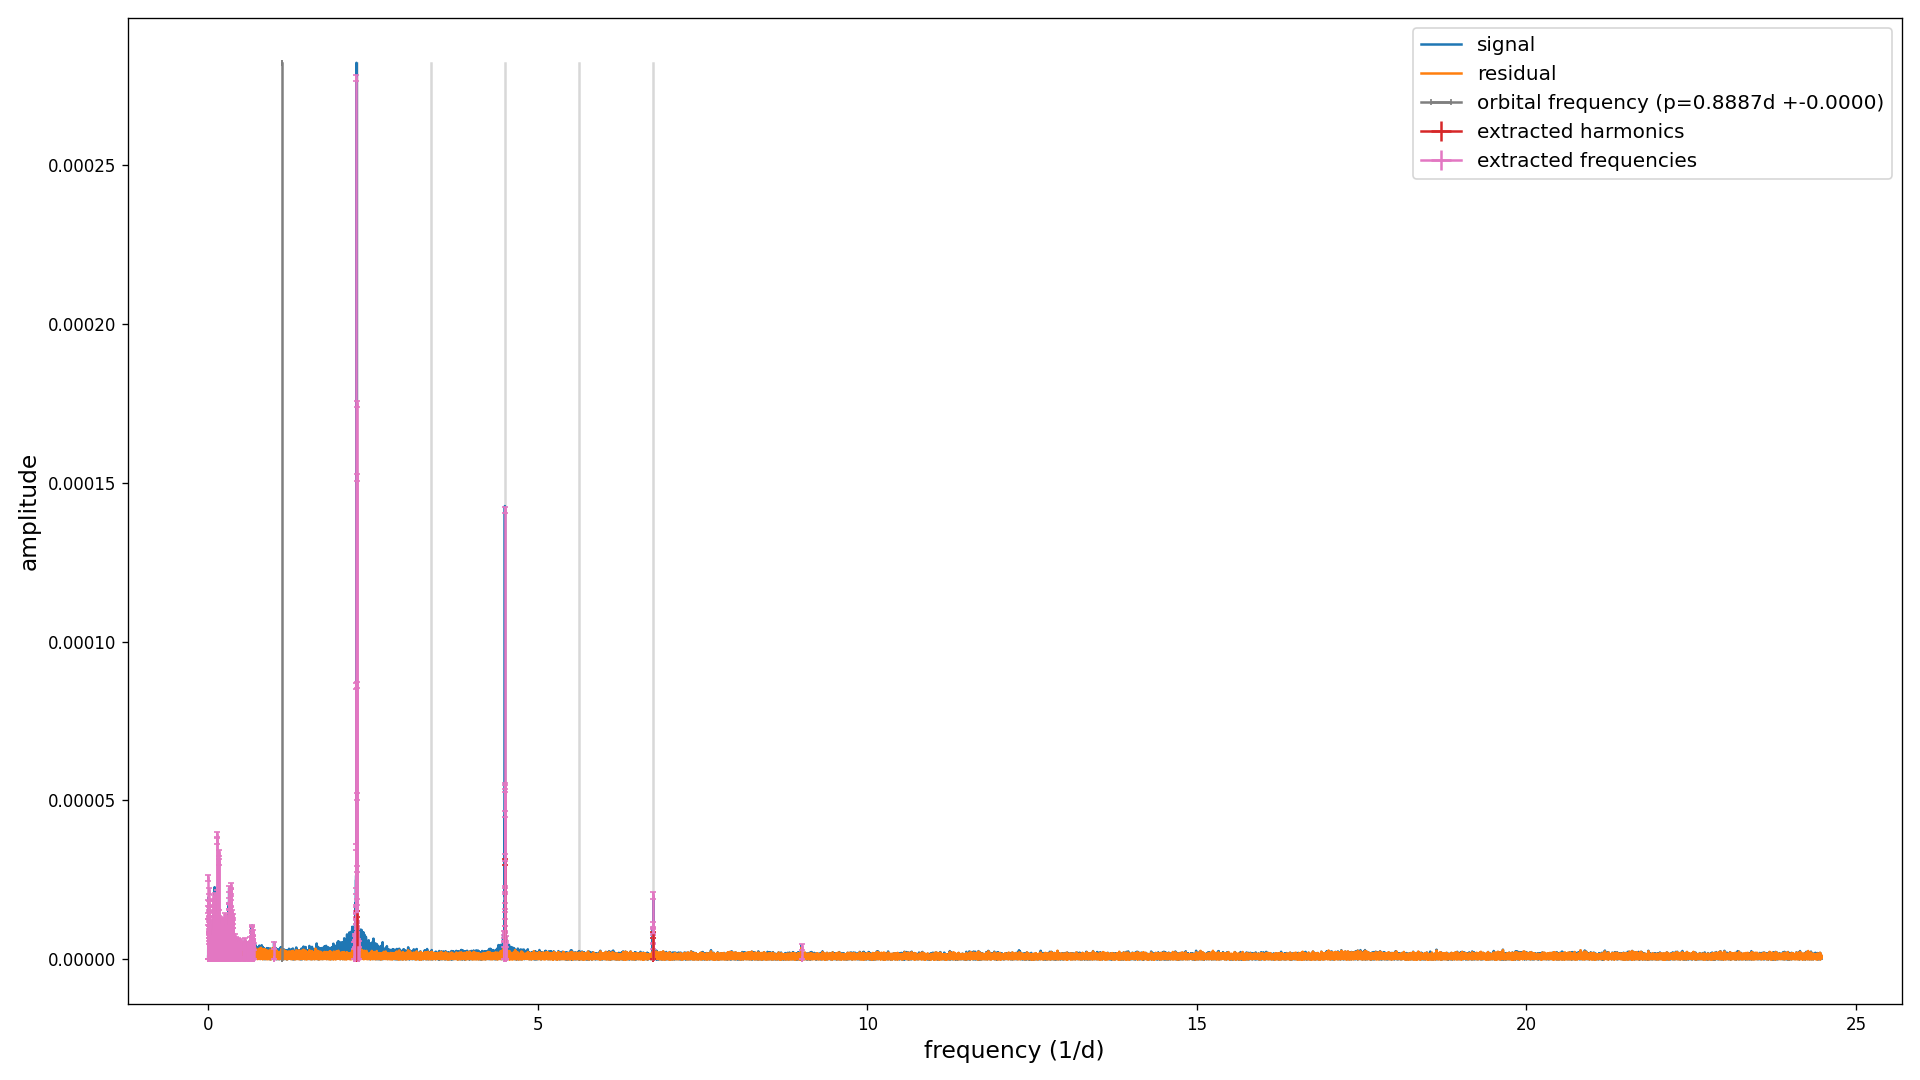 signal
residual
orbital frequency (p=0.8887d +-0.0000)
extracted harmonics
extracted frequencies
amplitude
0.00025
0.00020
0.00015
0.00010
0.00005
0.00000
0 5 10 15 20 25
frequency (1/d)